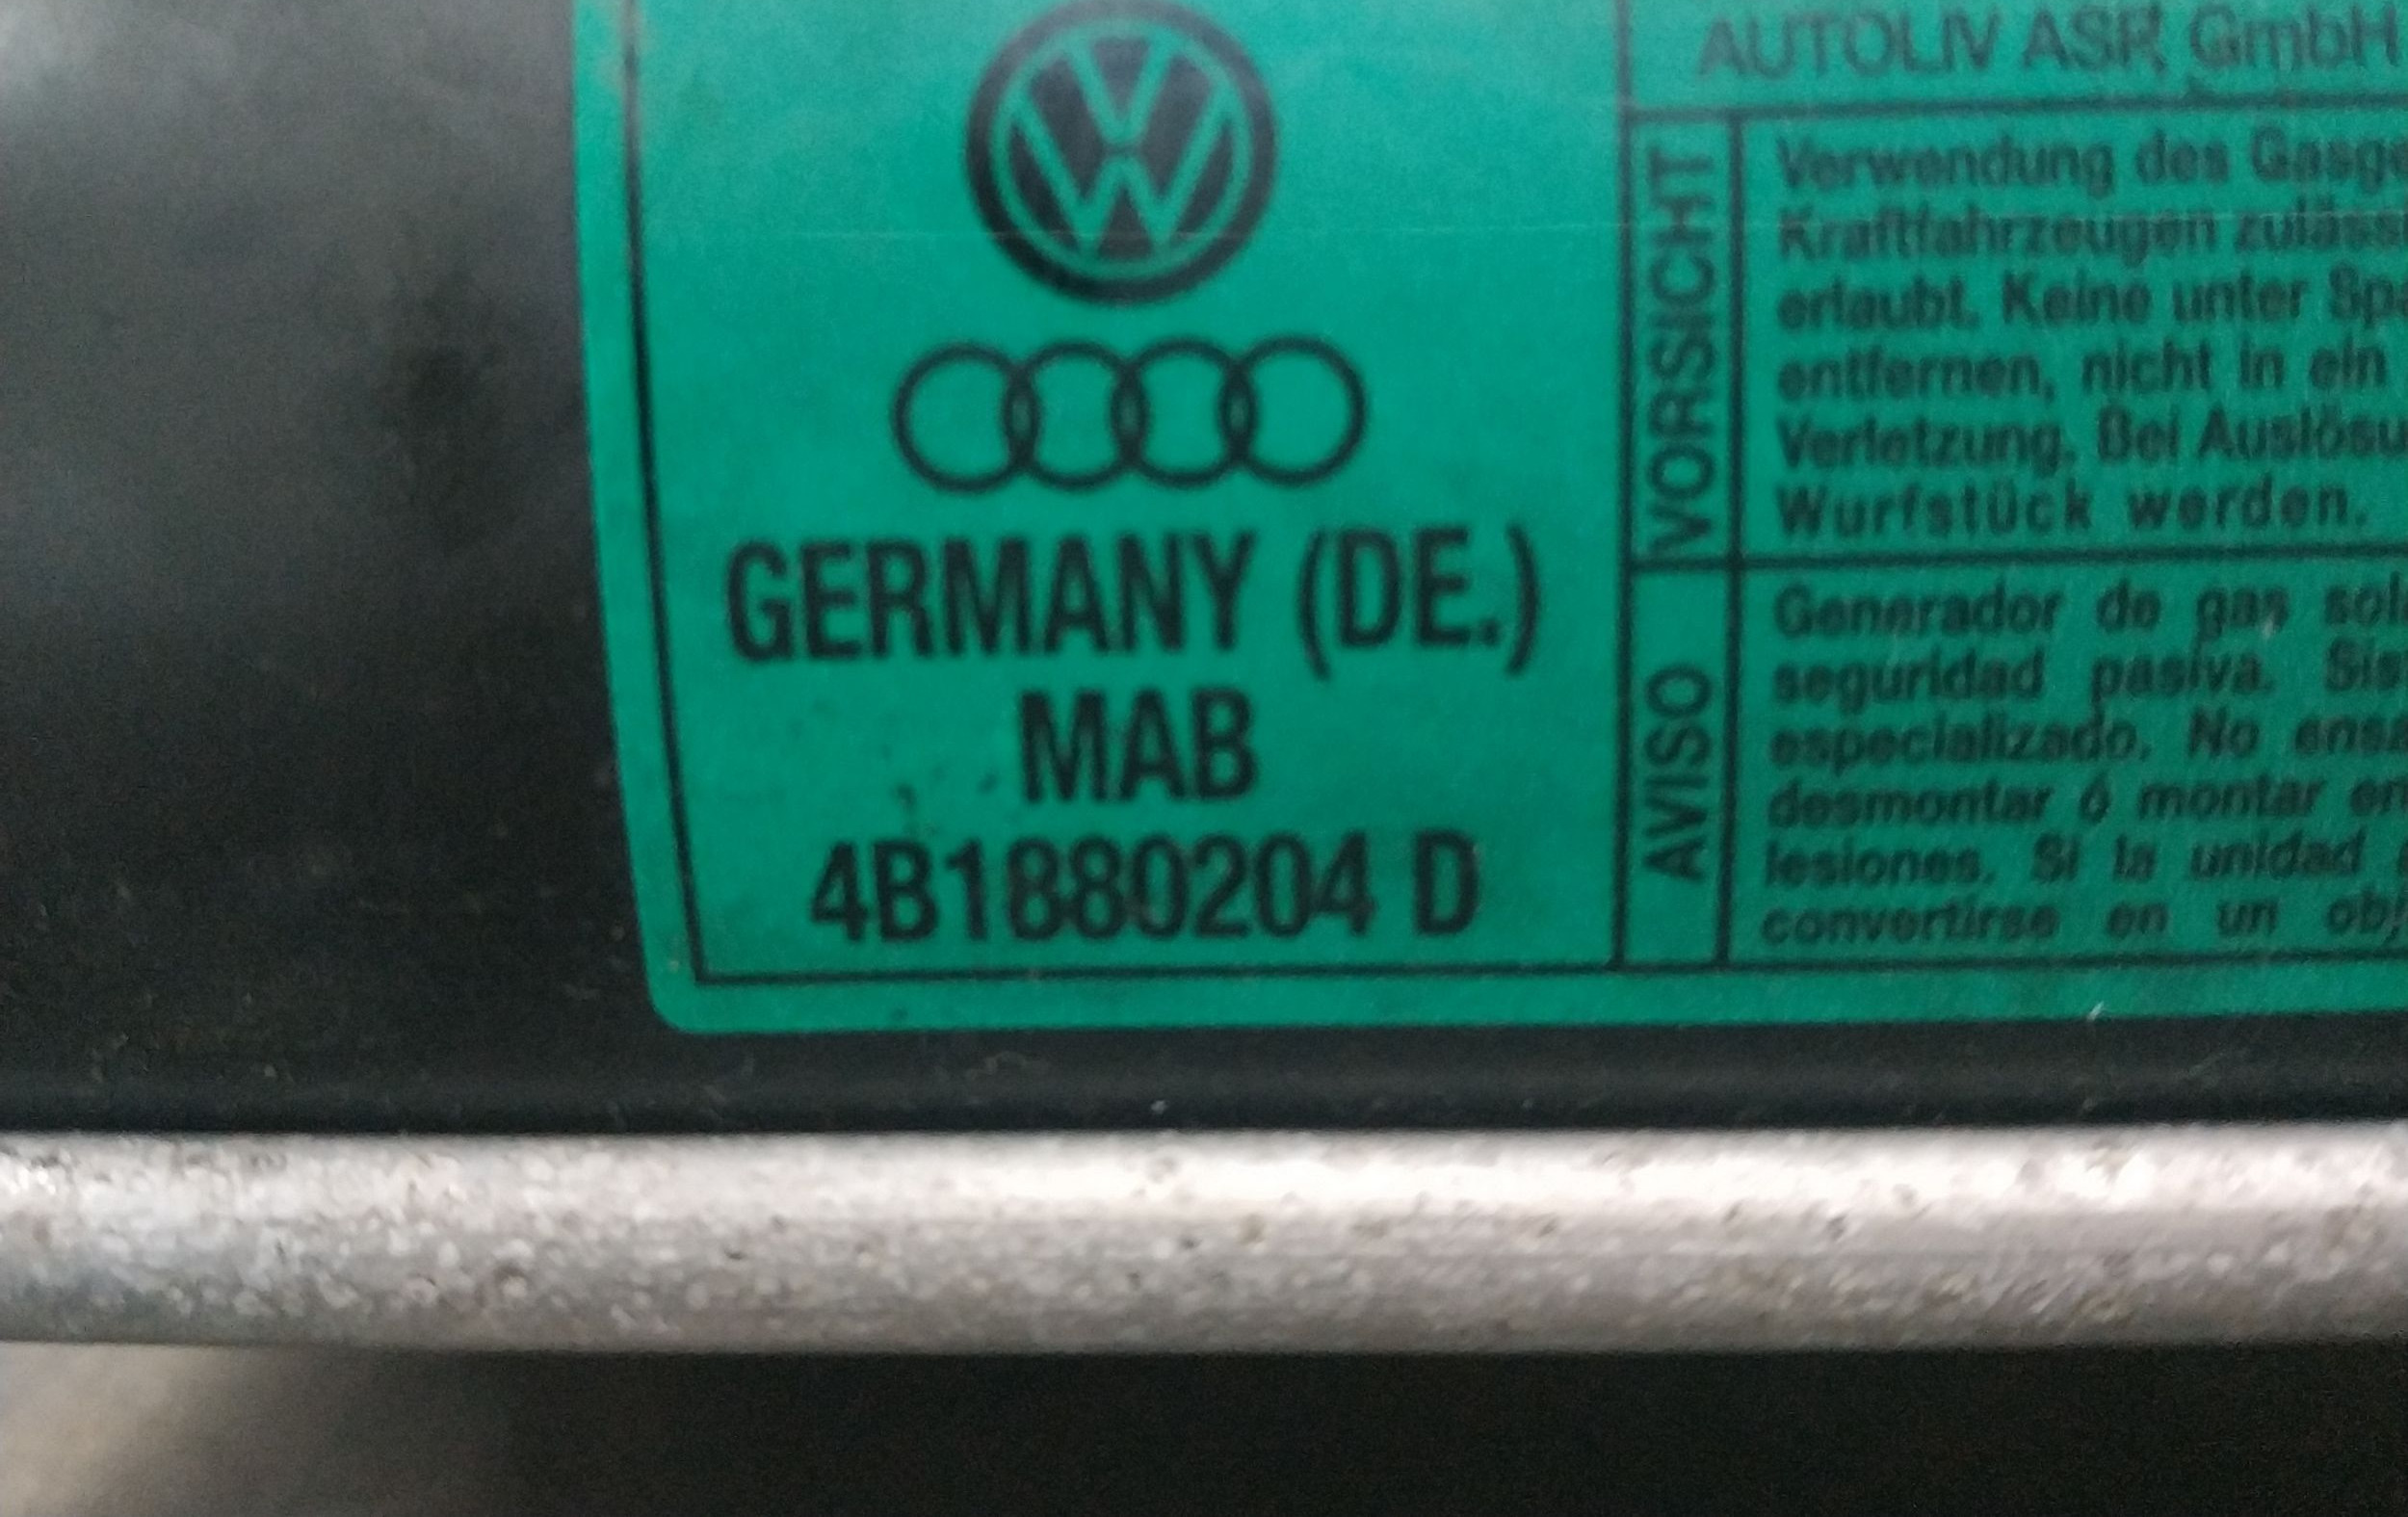 AUTOLIV ASR GmbH
GERMANY (DE.)
MAB
4B1880204 D
VORSICHT
Verwendung des
Kraftfahrzeugen
erlaubt. Keine unter
entfernen, nicht in ein
Verletzung. Bei
Wurfstück werden.
AVISO
Generador de gas
seguridad pasiva.
especializado. No
desmontar ó montar
lesiones. Si la unidad
convertirse en un